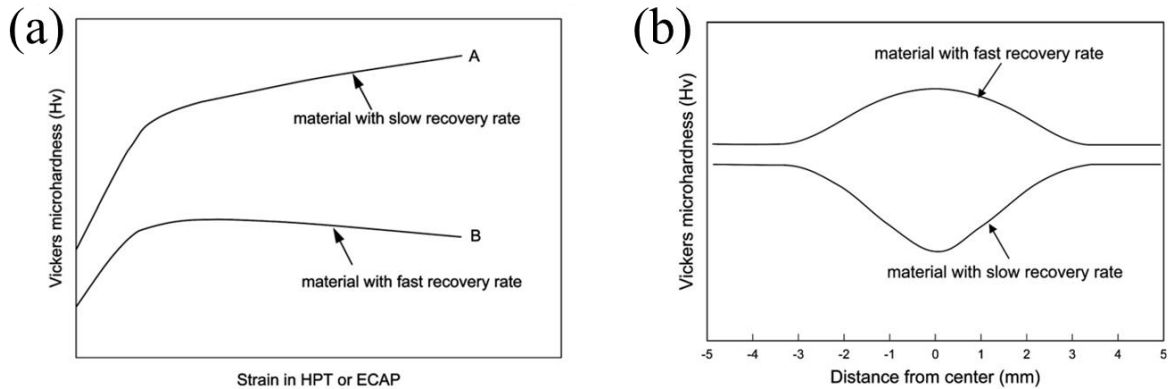 (a)
Vickers microhardness (Hv)
A
material with slow recovery rate
B
material with fast recovery rate
Strain in HPT or ECAP
(b)
Vickers microhardness (Hv)
material with fast recovery rate
material with slow recovery rate
-5 -4 -3 -2 -1 0 1 2 3 4 5
Distance from center (mm)